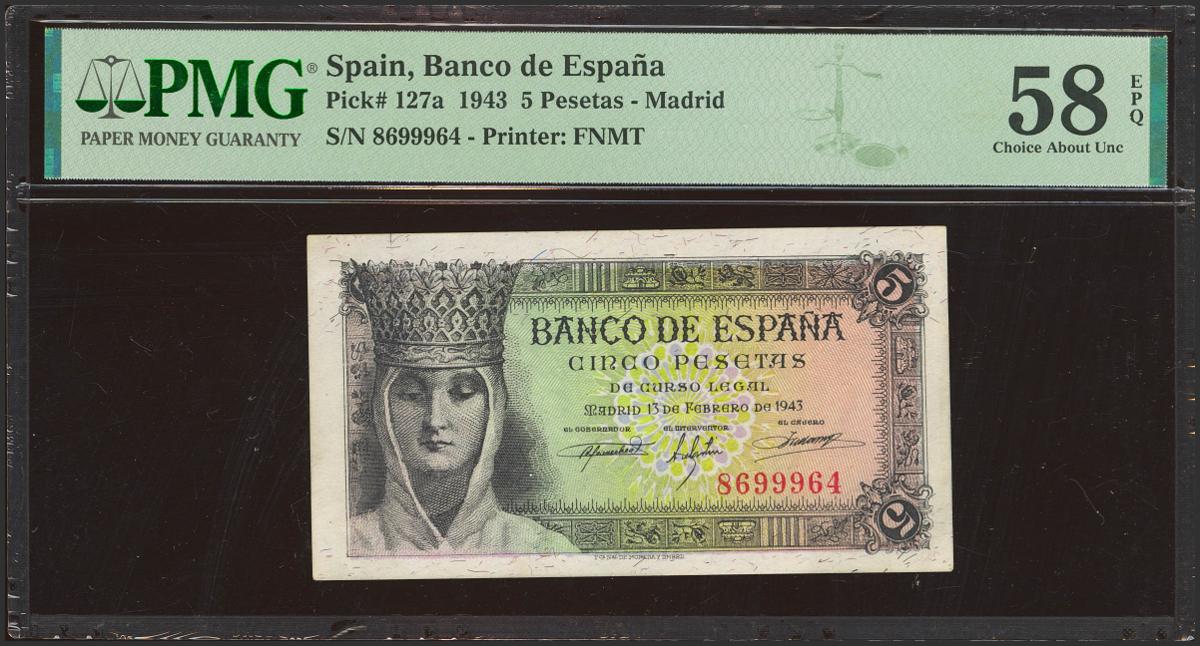 PMG®
PAPER MONEY GUARANTY
Spain, Banco de España
Pick# 127a 1943 5 Pesetas - Madrid
S/N 8699964 - Printer: FNMT
58 EPQ
Choice About Unc
5
BANCO DE ESPAÑA
CINCO PESETAS
DE CURSO LEGAL
MADRID 13 DE FEBRERO DE 1943
EL GOBERNADOR EL INTERVENTOR EL CAJERO
8699964
5